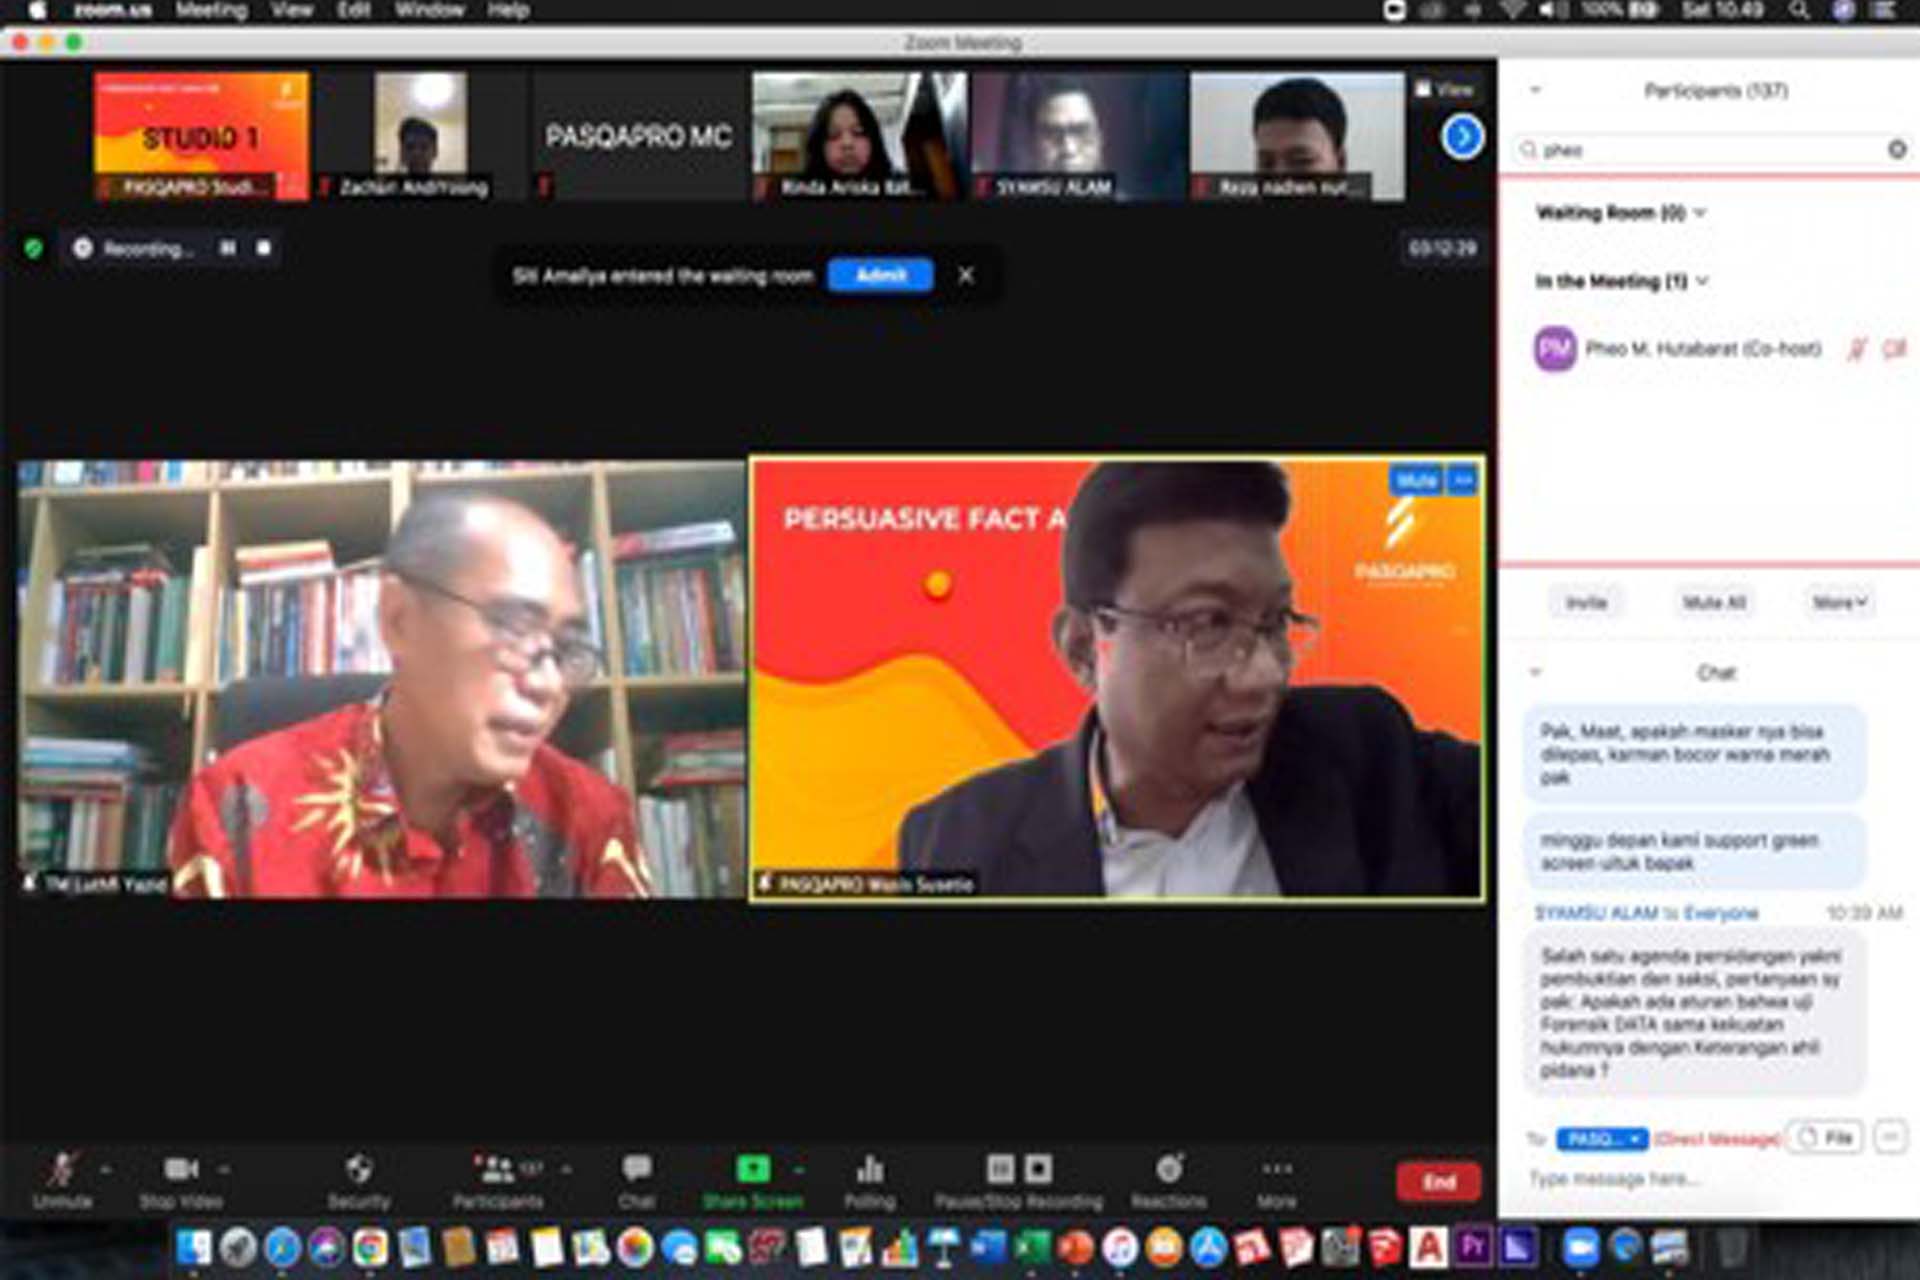 zoom.us Meeting View Edit Window Help
100% Sat 10.49
Zoom Meeting
STUDIO 1
PASQAPRO Studi...
Zachari AndiYoung
PASQAPRO MC
Rinda Ariska Bat...
SYAMSU ALAM
Reza nadien nur...
View
Recording...
Siti Amaliya entered the waiting room
Admit
03:12:29
PERSUASIVE FACT A
Mute
PASQAPRO
TM Luthfi Yazid
PASQAPRO Wasis Susetio
Unmute
Stop Video
Security
Participants
137
Chat
Share Screen
Polling
Pause/Stop Recording
Reactions
More
End
Participants (137)
pheo
Waiting Room (0)
In the Meeting (1)
PM
Pheo M. Hutabarat (Co-host)
Invite
Mute All
More
Chat
Pak, Maaf, apakah masker nya bisa
dilepas, karman bocor warna merah
pak
minggu depan kami support green
screen uituk bapak
SYAMSU ALAM to Everyone
10:39 AM
Salah satu agenda persidangan yakni
pembuktian dan saksi, pertanyaan sy
pak: Apakah ada aturan bahwa uji
Forensik DATA sama kekuatan
hukumnya dengan Keterangan ahli
pidana ?
To:
PASQ...
(Direct Message)
File
Type message here...
A
Pr